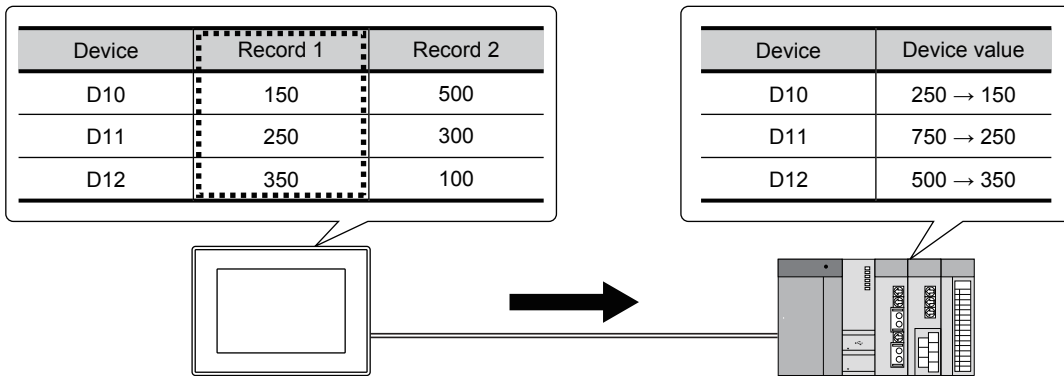 Device Record 1 Record 2
D10 150 500
D11 250 300
D12 350 100
Device Device value
D10 250 → 150
D11 750 → 250
D12 500 → 350